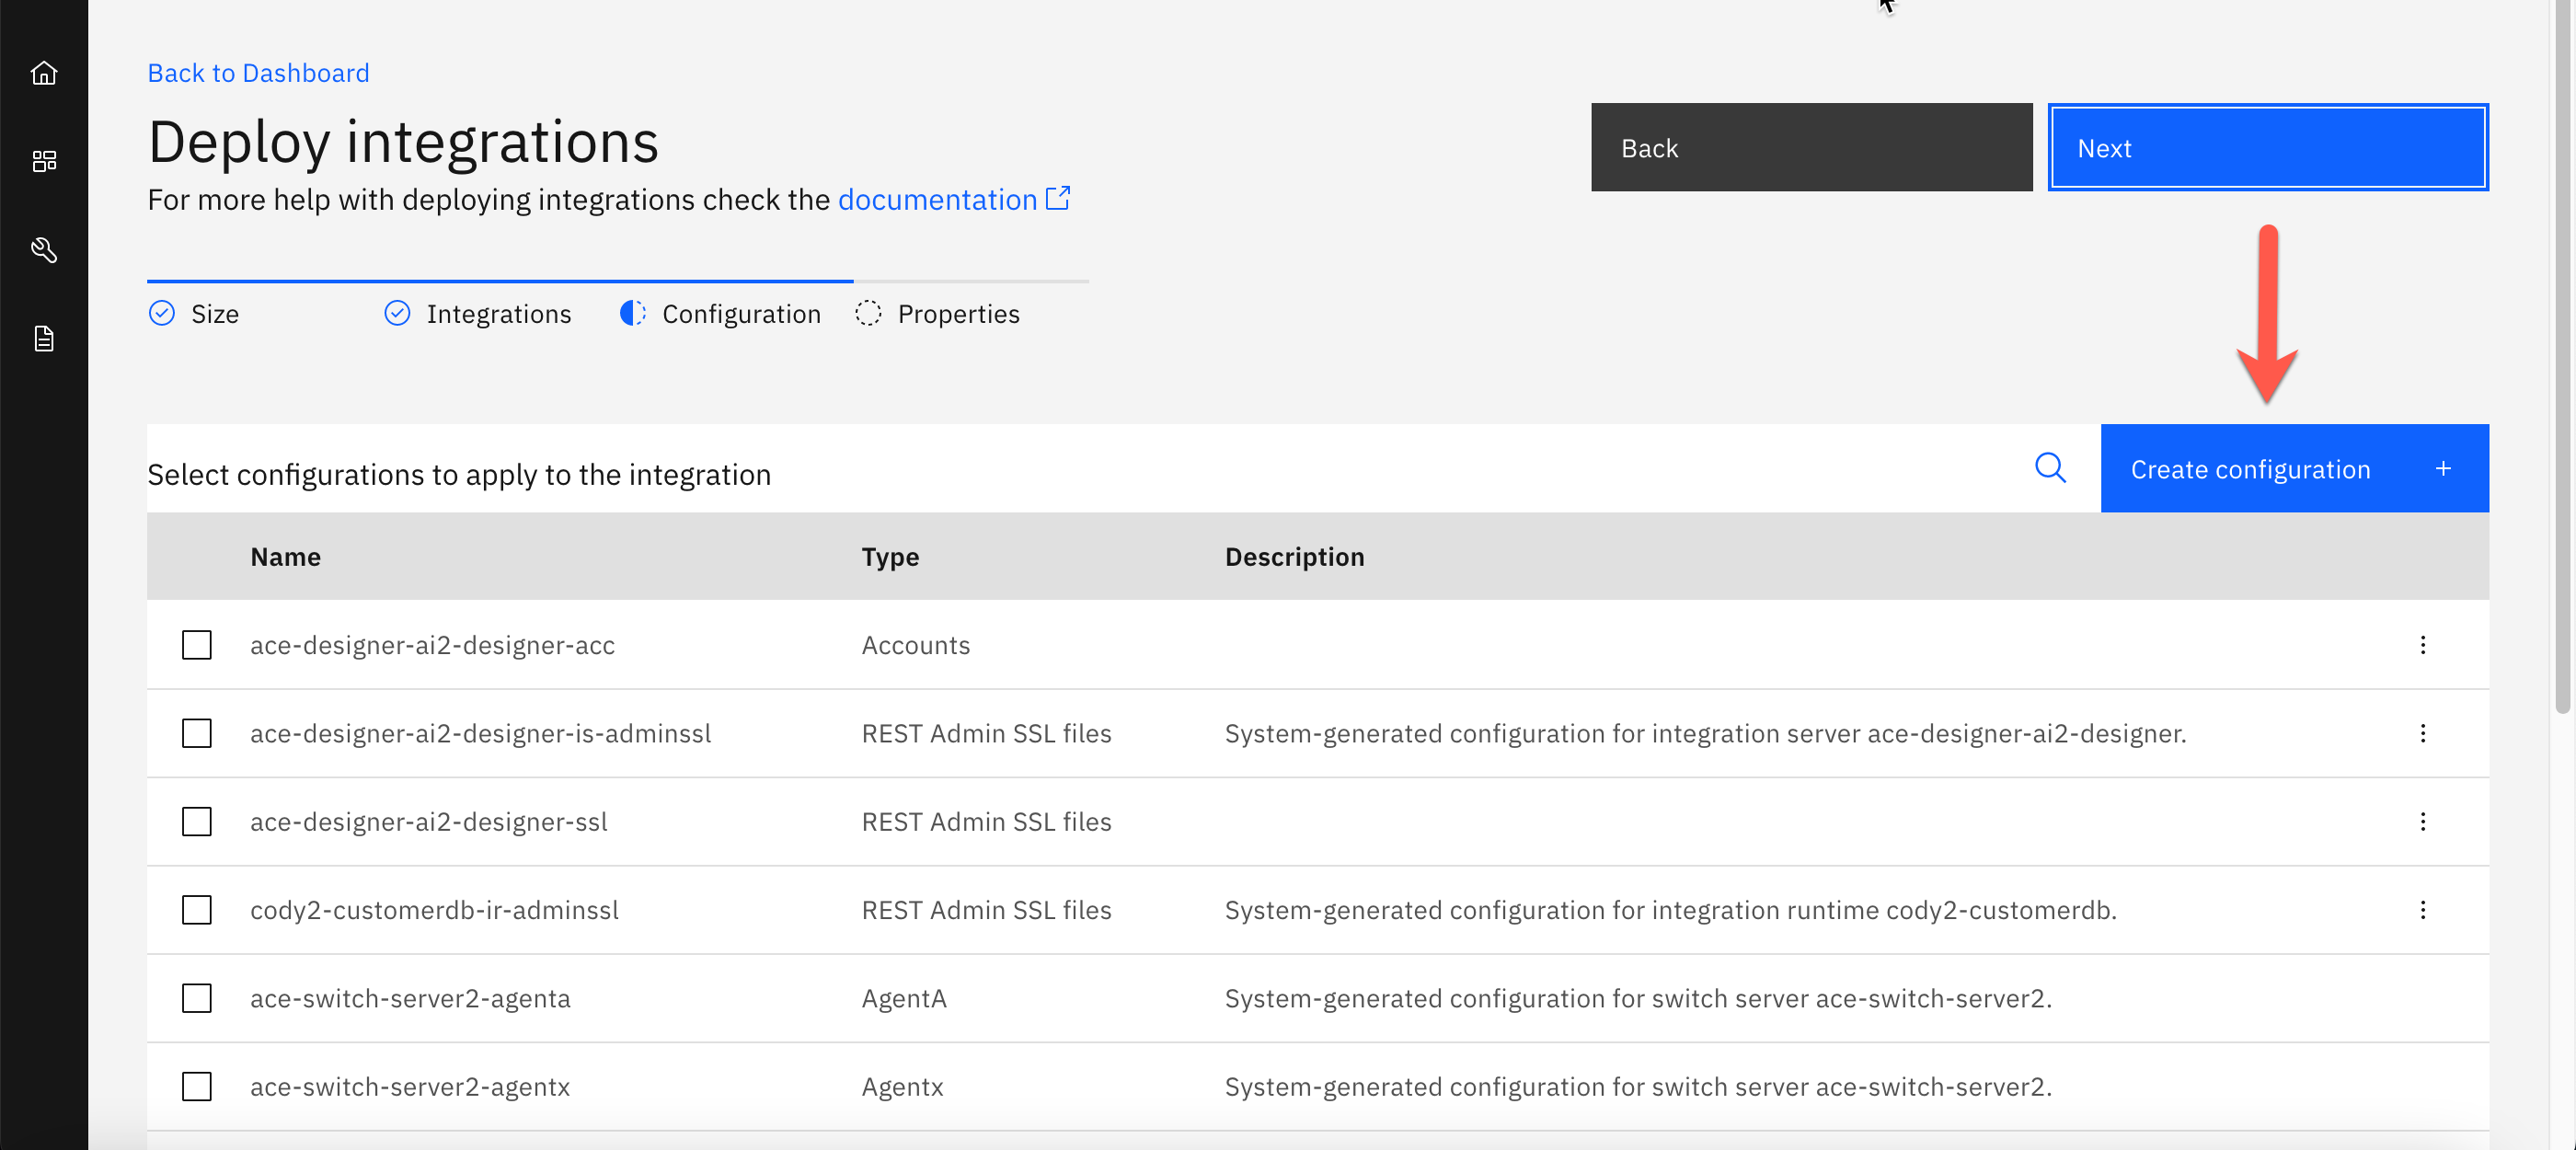 Back to Dashboard
Deploy integrations
For more help with deploying integrations check the documentation
Back
Next
Size
Integrations
Configuration
Properties
Select configurations to apply to the integration
Create configuration +
Name Type Description
ace-designer-ai2-designer-acc Accounts
ace-designer-ai2-designer-is-adminssl REST Admin SSL files System-generated configuration for integration server ace-designer-ai2-designer.
ace-designer-ai2-designer-ssl REST Admin SSL files
cody2-customerdb-ir-adminssl REST Admin SSL files System-generated configuration for integration runtime cody2-customerdb.
ace-switch-server2-agenta AgentA System-generated configuration for switch server ace-switch-server2.
ace-switch-server2-agentx Agentx System-generated configuration for switch server ace-switch-server2.